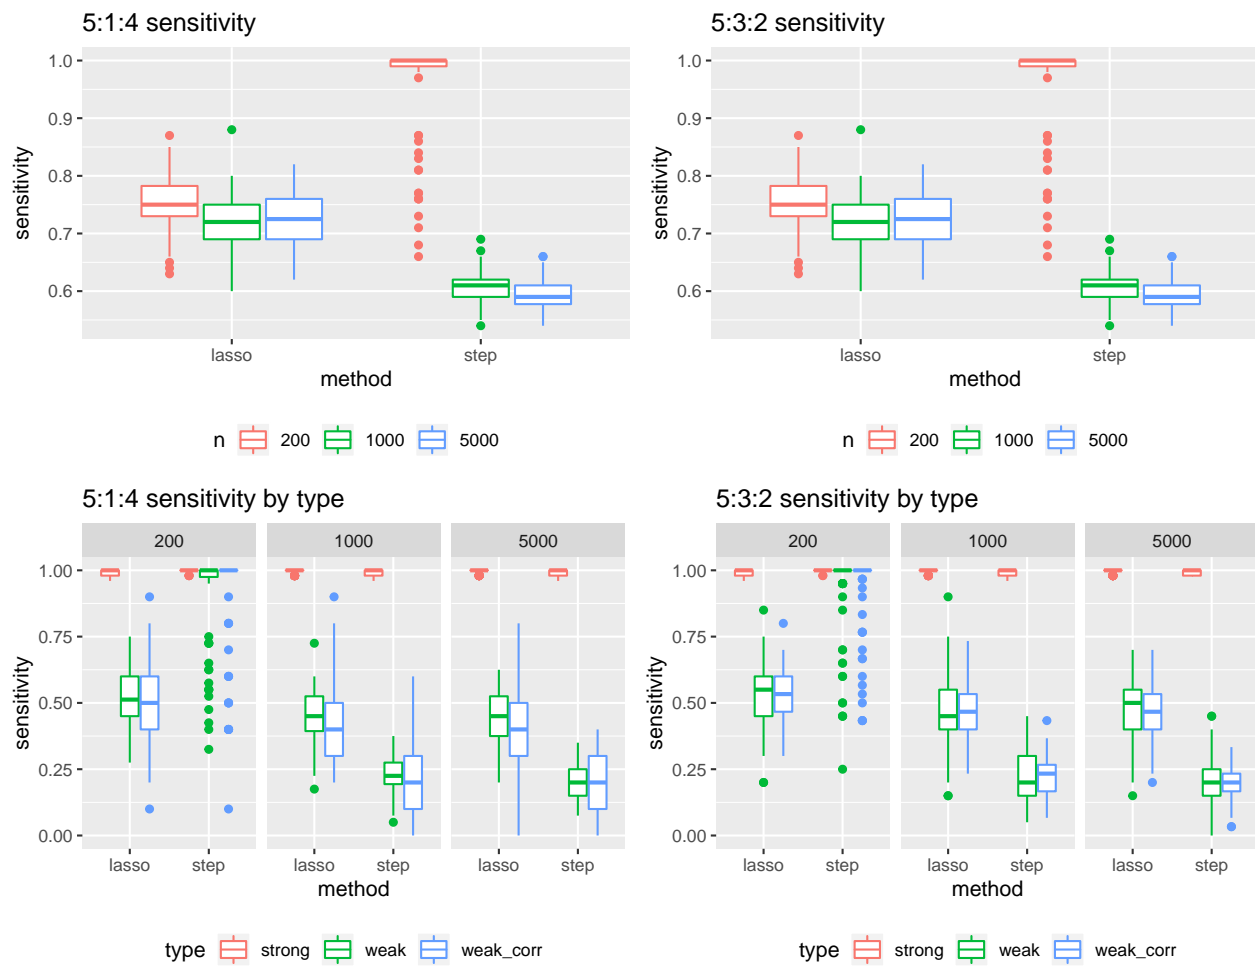 5:1:4 sensitivity
5:3:2 sensitivity
sensitivity
1.0
0.9
0.8
0.7
0.6
lasso
step
method
n 200 1000 5000
sensitivity
1.0
0.9
0.8
0.7
0.6
lasso
step
method
n 200 1000 5000
5:1:4 sensitivity by type
200 1000 5000
sensitivity
1.00
0.75
0.50
0.25
0.00
lasso step lasso step lasso step
method
type strong weak weak_corr
5:3:2 sensitivity by type
200 1000 5000
sensitivity
1.00
0.75
0.50
0.25
0.00
lasso step lasso step lasso step
method
type strong weak weak_corr